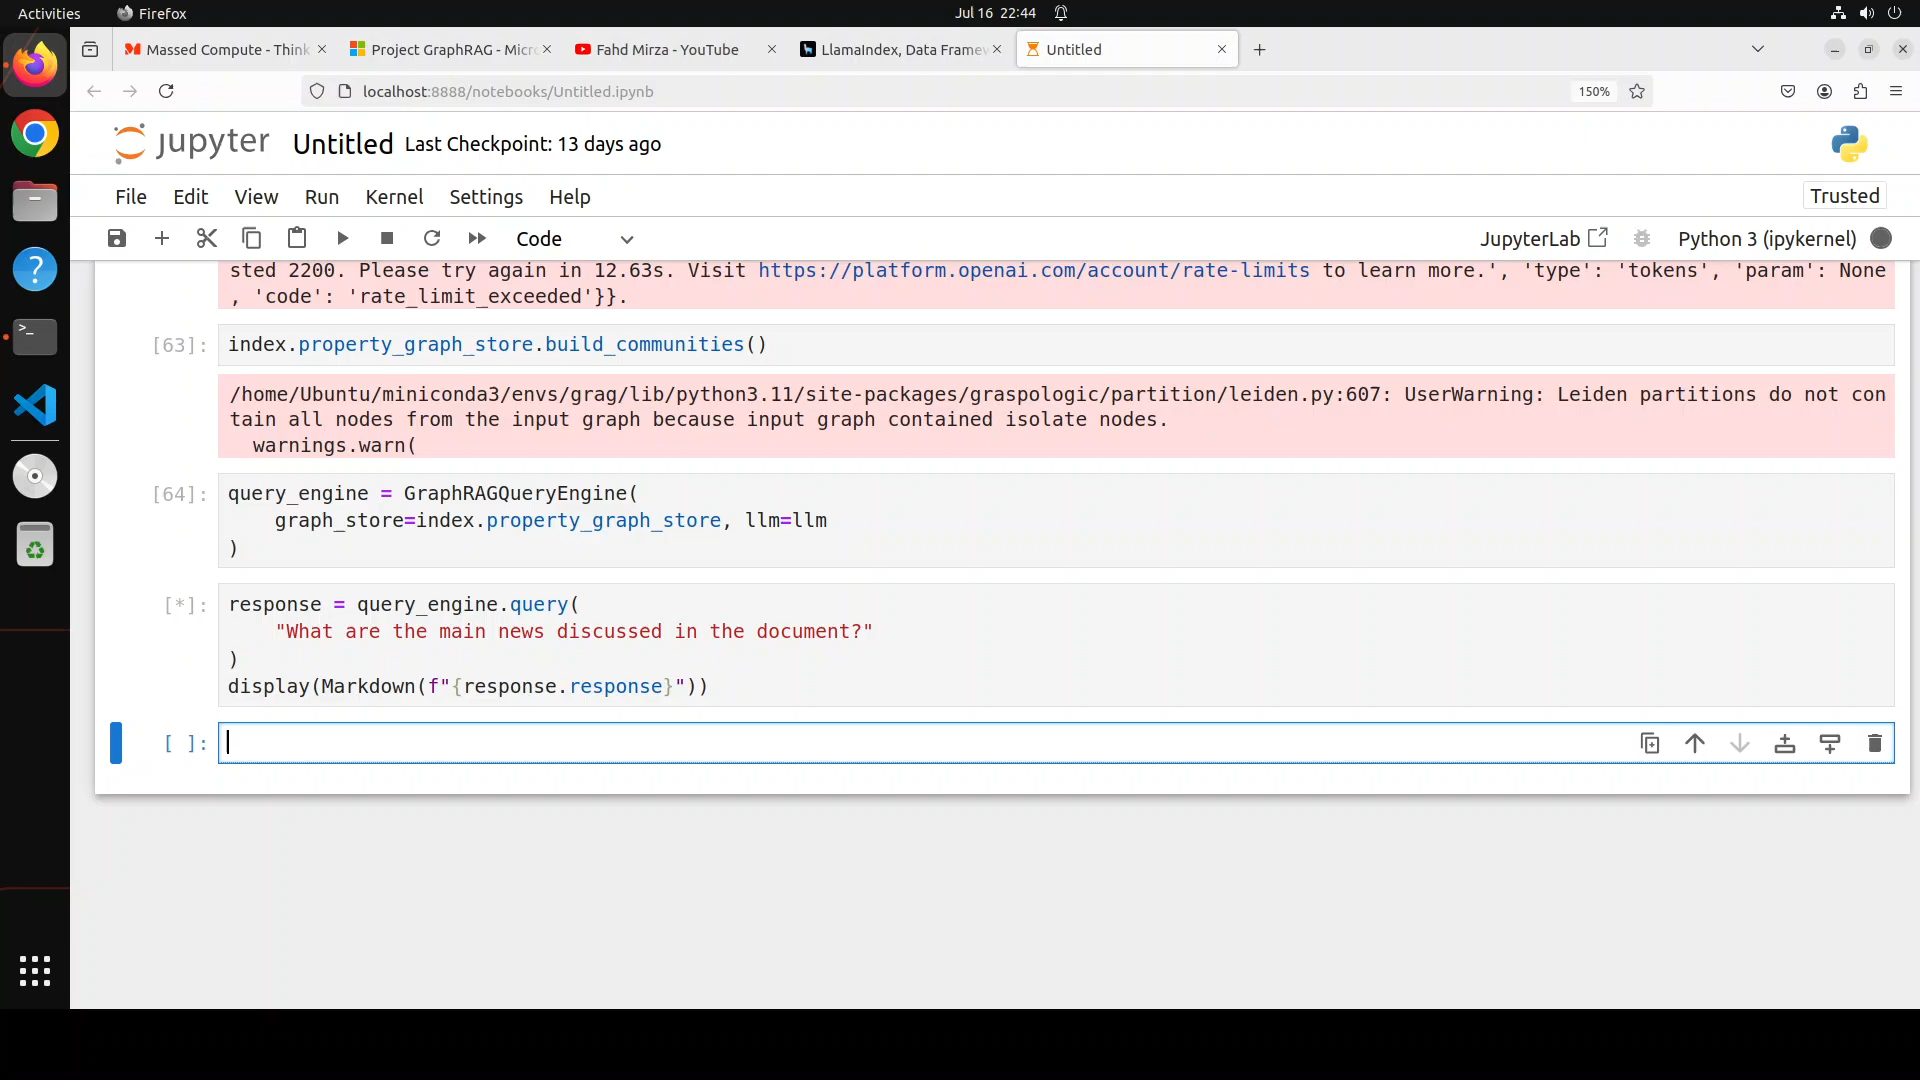 Activities
Firefox
Jul 16 22:44
Massed Compute - Think
Project GraphRAG - Micr
Fahd Mirza - YouTube
LlamaIndex, Data Framew
Untitled
localhost:8888/notebooks/Untitled.ipynb
150%
jupyter
Untitled
Last Checkpoint: 13 days ago
File Edit View Run Kernel Settings Help
Trusted
Code
JupyterLab
Python 3 (ipykernel)
sted 2200. Please try again in 12.63s. Visit https://platform.openai.com/account/rate-limits to learn more.', 'type': 'tokens', 'param': None
, 'code': 'rate_limit_exceeded'}}.
[63]: index.property_graph_store.build_communities()
/home/Ubuntu/miniconda3/envs/grag/lib/python3.11/site-packages/graspologic/partition/leiden.py:607: UserWarning: Leiden partitions do not con
tain all nodes from the input graph because input graph contained isolate nodes.
warnings.warn(
[64]: query_engine = GraphRAGQueryEngine(
graph_store=index.property_graph_store, llm=llm
)
[*]: response = query_engine.query(
"What are the main news discussed in the document?"
)
display(Markdown(f"{response.response}"))
[ ]: